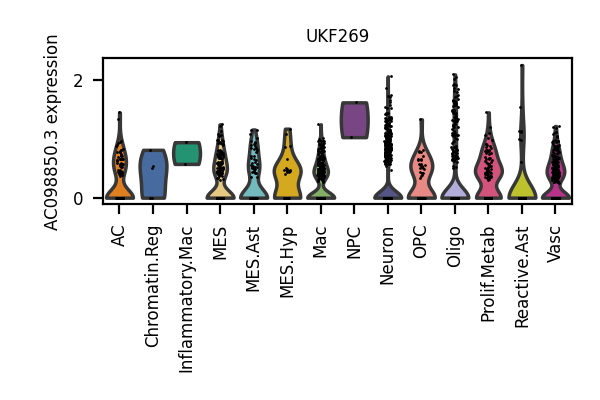 UKF269
AC098850.3 expression
2
0
AC
Chromatin.Reg
Inflammatory.Mac
MES
MES.Ast
MES.Hyp
Mac
NPC
Neuron
OPC
Oligo
Prolif.Metab
Reactive.Ast
Vasc